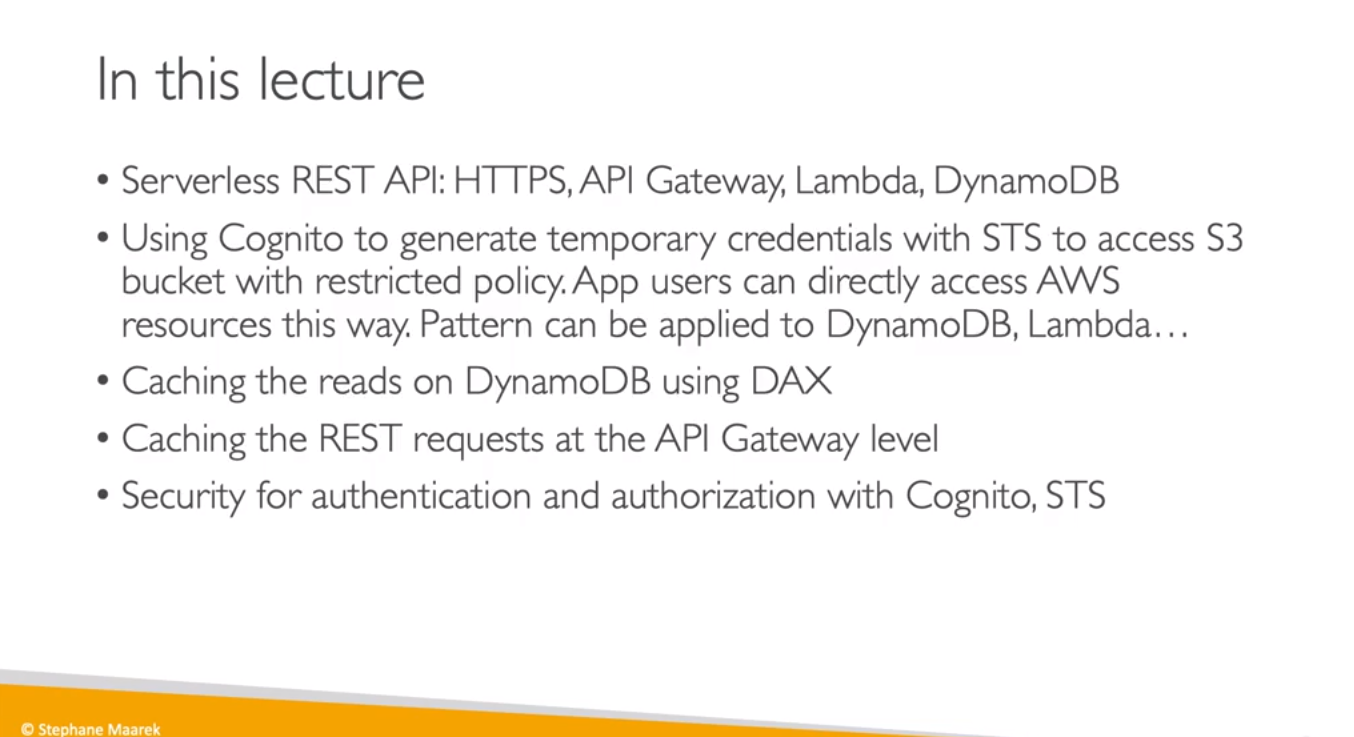 In this lecture
• Serverless REST API: HTTPS, API Gateway, Lambda, DynamoDB
• Using Cognito to generate temporary credentials with STS to access S3
bucket with restricted policy. App users can directly access AWS
resources this way. Pattern can be applied to DynamoDB, Lambda…
• Caching the reads on DynamoDB using DAX
• Caching the REST requests at the API Gateway level
• Security for authentication and authorization with Cognito, STS
© Stephane Maarek